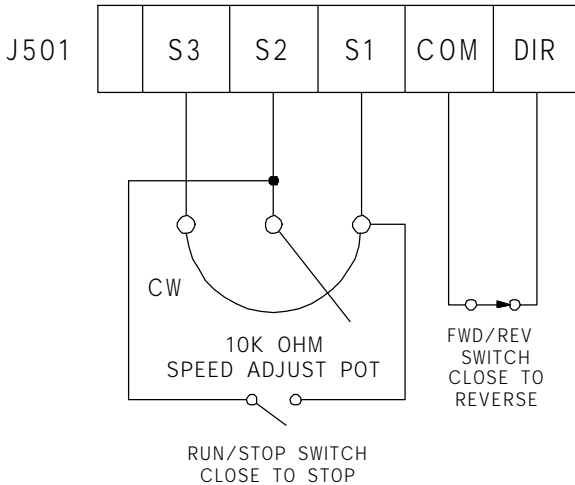 J501 S3 S2 S1 COM DIR
CW
10K OHM
SPEED ADJUST POT
FWD/REV
SWITCH
CLOSE TO
REVERSE
RUN/STOP SWITCH
CLOSE TO STOP